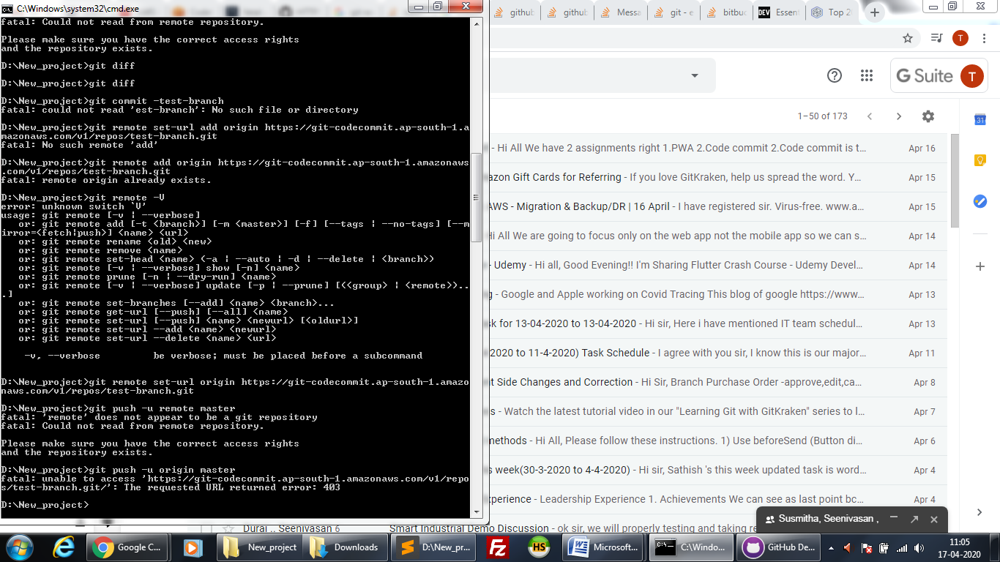 C:\Windows\system32\cmd.exe
fatal: Could not read from remote repository.
Please make sure you have the correct access rights
and the repository exists.
D:\New_project>git diff
D:\New_project>git diff
D:\New_project>git commit -test-branch
fatal: could not read 'est-branch': No such file or directory
D:\New_project>git remote set-url add origin https://git-codecommit.ap-south-1.a
mazonaws.com/v1/repos/test-branch.git
fatal: No such remote 'add'
D:\New_project>git remote add origin https://git-codecommit.ap-south-1.amazonaws
.com/v1/repos/test-branch.git
fatal: remote origin already exists.
D:\New_project>git remote -V
error: unknown switch `V'
usage: git remote [-v | --verbose]
or: git remote add [-t <branch>] [-m <master>] [-f] [--tags | --no-tags] [--m
irror=<fetch|push>] <name> <url>
or: git remote rename <old> <new>
or: git remote remove <name>
or: git remote set-head <name> (-a | --auto | -d | --delete | <branch>)
or: git remote [-v | --verbose] show [-n] <name>
or: git remote prune [-n | --dry-run] <name>
or: git remote [-v | --verbose] update [-p | --prune] [(<group> | <remote>)..
.]
or: git remote set-branches [--add] <name> <branch>...
or: git remote get-url [--push] [--all] <name>
or: git remote set-url [--push] <name> <newurl> [<oldurl>]
or: git remote set-url --add <name> <newurl>
or: git remote set-url --delete <name> <url>
-v, --verbose be verbose; must be placed before a subcommand
D:\New_project>git remote set-url origin https://git-codecommit.ap-south-1.amazo
naws.com/v1/repos/test-branch.git
D:\New_project>git push -u remote master
fatal: 'remote' does not appear to be a git repository
fatal: Could not read from remote repository.
Please make sure you have the correct access rights
and the repository exists.
D:\New_project>git push -u origin master
fatal: unable to access 'https://git-codecommit.ap-south-1.amazonaws.com/v1/repo
s/test-branch.git/': The requested URL returned error: 403
D:\New_project>
github githu Messa git - e bitbuc DEV Essent Top 2
T
G Suite T
1–50 of 173
31
- Hi All We have 2 assignments right 1.PWA 2.Code commit 2.Code commit is t... Apr 16
azon Gift Cards for Referring - If you love GitKraken, help us spread the word. Y... Apr 15
AWS - Migration & Backup/DR | 16 April - I have registered sir. Virus-free. www.a... Apr 15
Hi All We are going to focus only on the web app not the mobile app so we can s... Apr 14
- Udemy - Hi all, Good Evening!! I'm Sharing Flutter Crash Course - Udemy Devel... Apr 14
g - Google and Apple working on Covid Tracing This blog of google https://www... Apr 13
sk for 13-04-2020 to 13-04-2020 - Hi sir, Here i have mentioned IT team schedul... Apr 13
2020 to 11-4-2020) Task Schedule - I agree with you sir, I know this is our major... Apr 11
t Side Changes and Correction - Hi Sir, Branch Purchase Order -approve,edit,ca... Apr 8
s - Watch the latest tutorial video in our "Learning Git with GitKraken" series to l... Apr 7
methods - Hi All, Please follow these instructions. 1) Use beforeSend (Button di... Apr 6
s week(30-3-2020 to 4-4-2020) - Hi sir, Sathish 's this week updated task is word... Apr 4
xperience - Leadership Experience 1. Achievements We can see as last point bc... Apr 4
Durai .. Seenivasan 6 Smart Industrial Demo Discussion - ok sir, we will properly testing and taking re
Susmitha, Seenivasan ,
Google C... New_project Downloads D:\New_pr... Fz HS Microsoft... C:\Windo... GitHub De...
11:05
17-04-2020